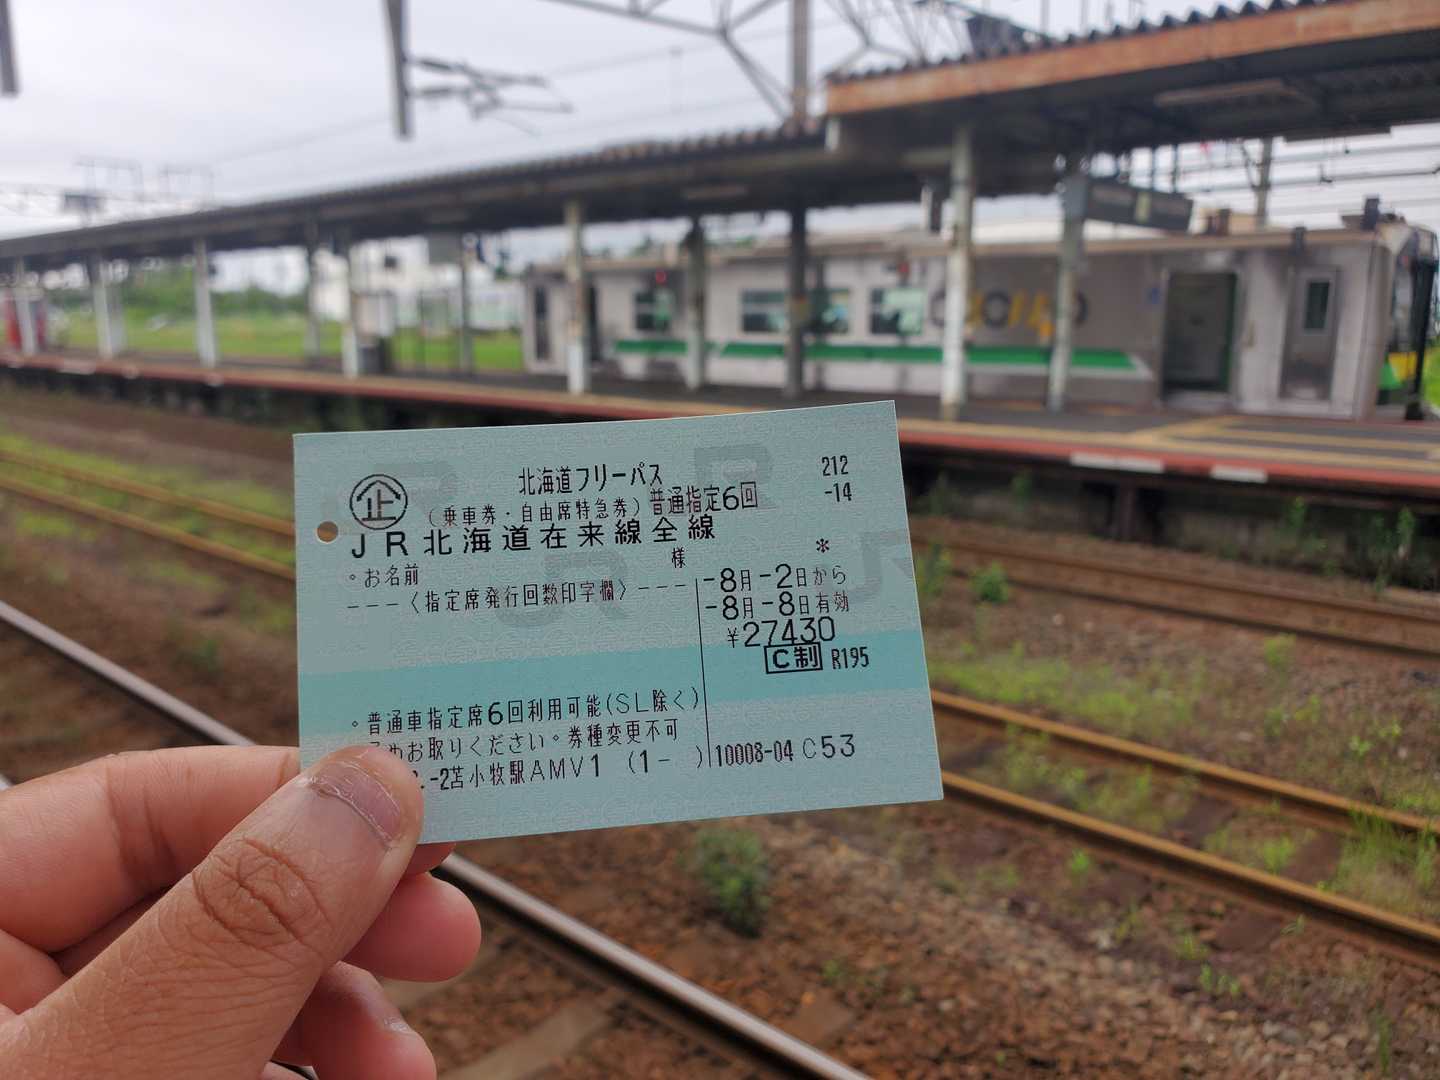 企
北海道フリーパス
212
(乗車券・自由席特急券)普通指定6回
-14
JR北海道在来線全線
。お名前
様
*
---〈指定席発行回数印字欄〉---
-8月-2日から
-8月-8日有効
¥27430
C制 R195
。普通車指定席6回利用可能(SL除く)
めお取りください。券種変更不可
.-2苫小牧駅AMV1 (1- )
10008-04 C53